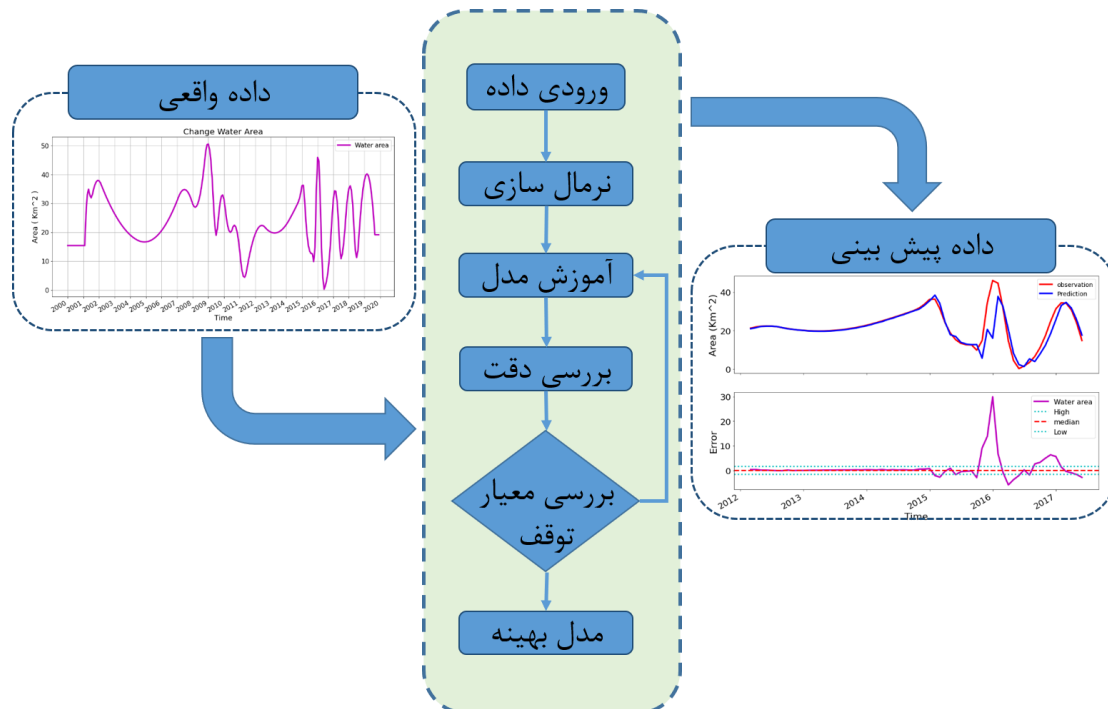 داده واقعی
Change Water Area
Water area
Area ( Km^2 )
50
40
30
20
10
0
2000 2001 2002 2003 2004 2005 2006 2007 2008 2009 2010 2011 2012 2013 2014 2015 2016 2017 2018 2019 2020
Time
ورودی داده
نرمال سازی
آموزش مدل
بررسی دقت
بررسی معیار
توقف
مدل بهینه
داده پیش بینی
observation
Prediction
Area (Km^2)
40
20
0
Water area
High
median
Low
Error
30
20
10
0
2012 2013 2014 2015 2016 2017
Time